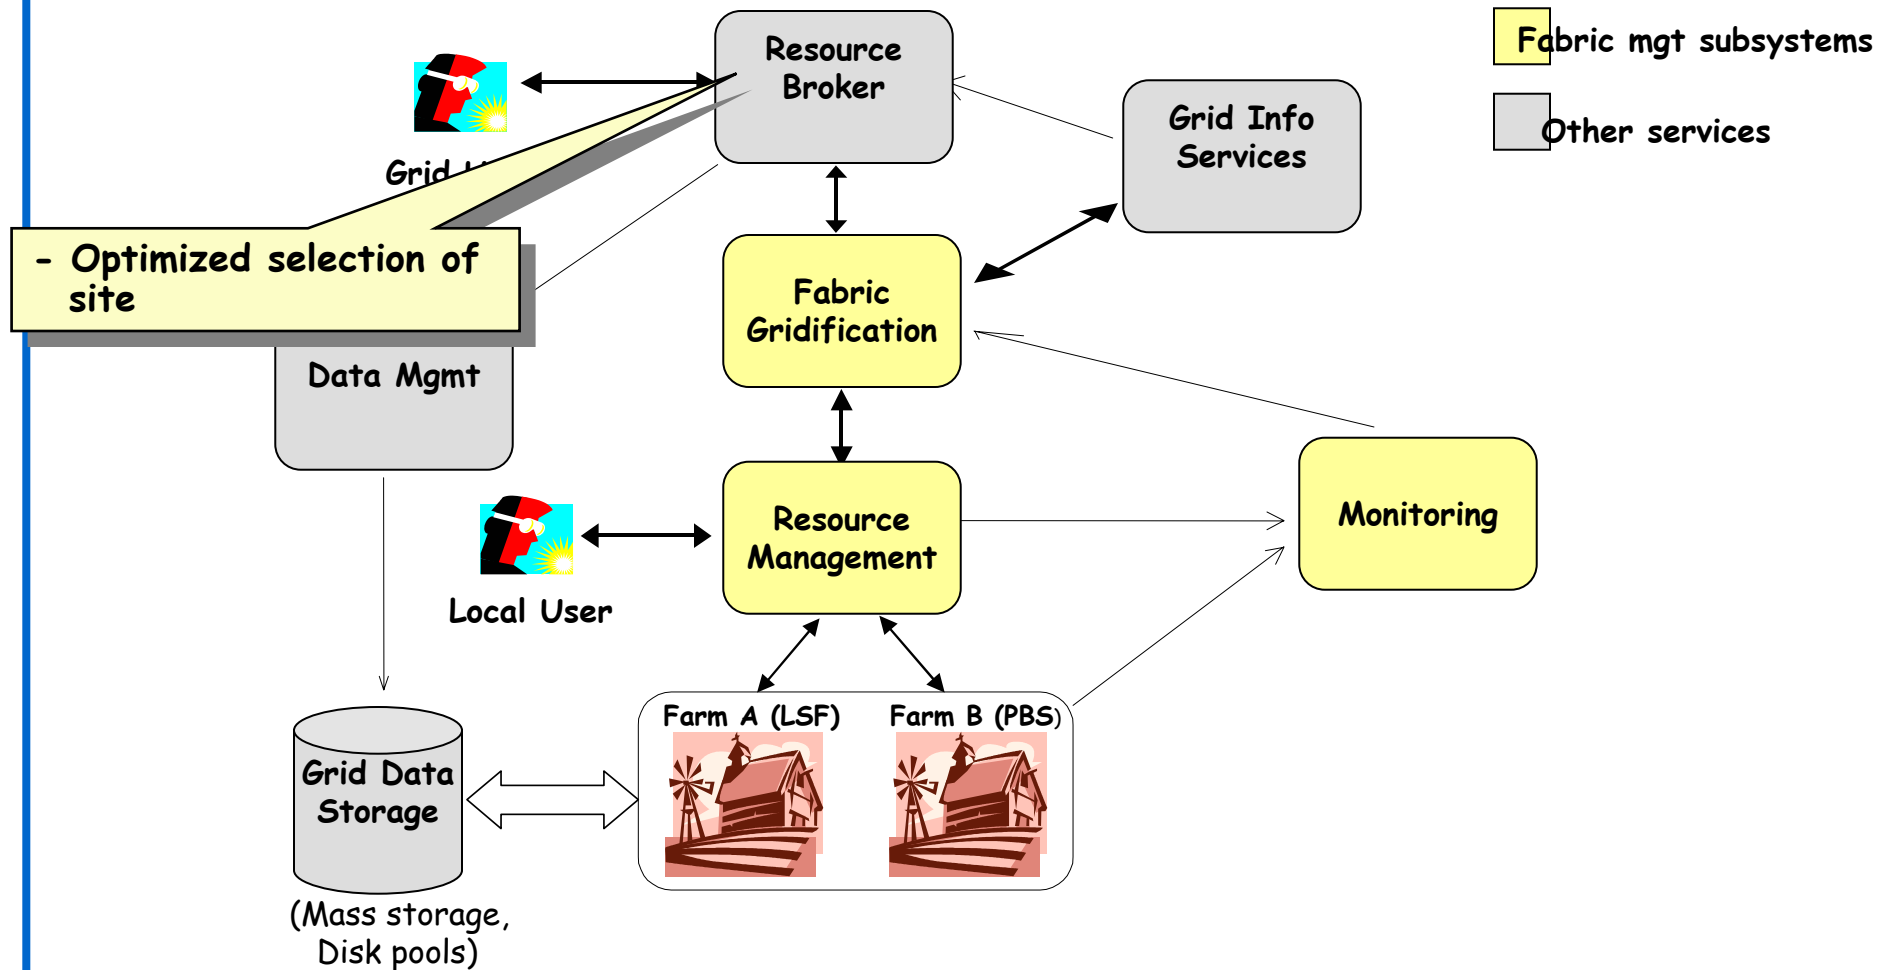 Resource
Broker
Fabric mgt subsystems
Grid Info
Services
Other services
Grid
- Optimized selection of
site
Fabric
Gridification
Data Mgmt
Resource
Management
Monitoring
Local User
Farm A (LSF)
Farm B (PBS)
Grid Data
Storage
(Mass storage,
Disk pools)